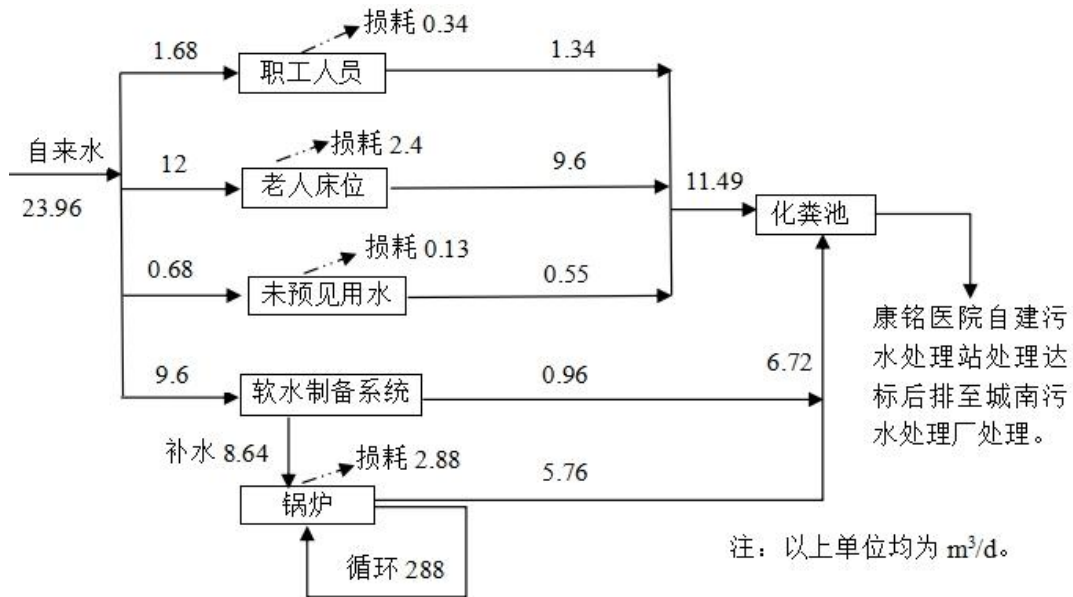 损耗 0.34
1.68
1.34
职工人员
自来水
损耗 2.4
12
9.6
老人床位
11.49
23.96
化粪池
损耗 0.13
0.68
0.55
未预见用水
康铭医院自建污
水处理站处理达
标后排至城南污
水处理厂处理。
9.6
0.96
6.72
软水制备系统
补水 8.64
损耗 2.88
5.76
锅炉
循环 288
注：以上单位均为 m³/d。